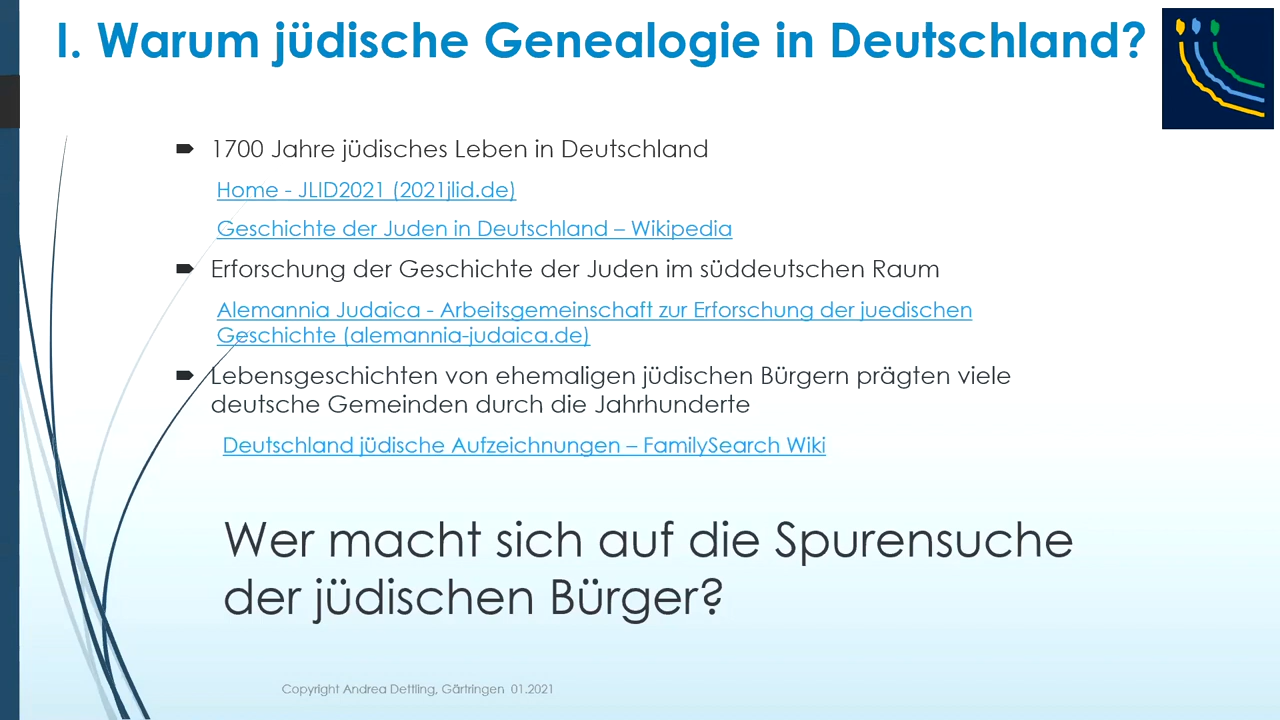 I. Warum jüdische Genealogie in Deutschland?
1700 Jahre jüdisches Leben in Deutschland
Home - JLID2021 (2021jlid.de)
Geschichte der Juden in Deutschland – Wikipedia
Erforschung der Geschichte der Juden im süddeutschen Raum
Alemannia Judaica - Arbeitsgemeinschaft zur Erforschung der juedischen
Geschichte (alemannia-judaica.de)
Lebensgeschichten von ehemaligen jüdischen Bürgern prägten viele
deutsche Gemeinden durch die Jahrhunderte
Deutschland jüdische Aufzeichnungen – FamilySearch Wiki
Wer macht sich auf die Spurensuche
der jüdischen Bürger?
Copyright Andrea Dettling, Gärtringen 01.2021